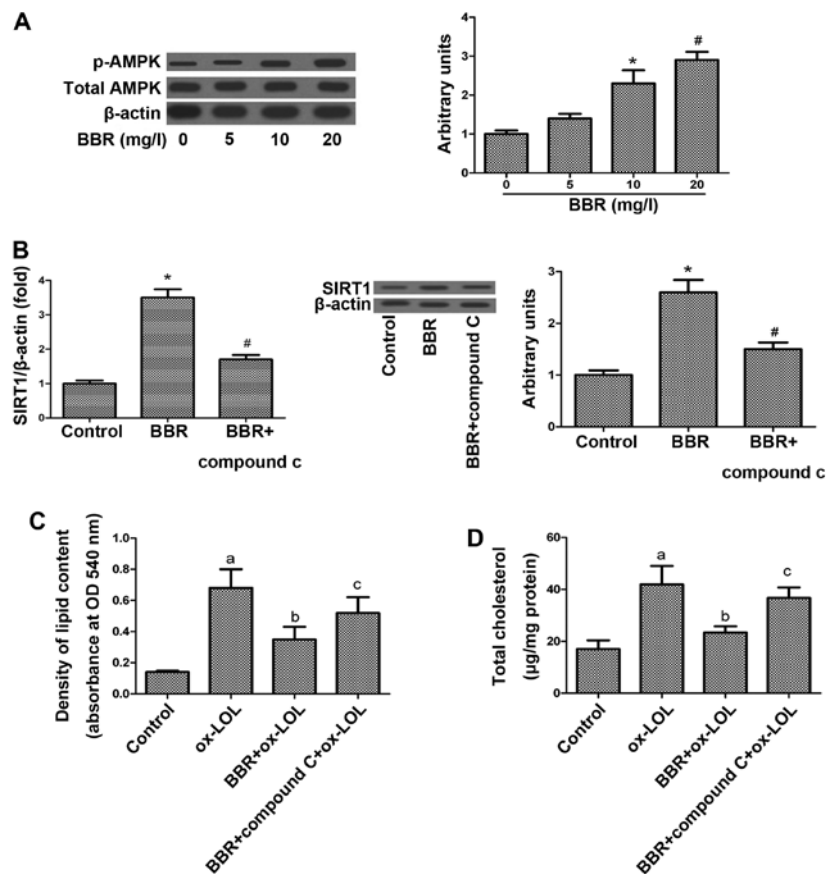 A
p-AMPK
Total AMPK
β-actin
BBR (mg/l) 0 5 10 20
Arbitrary units
4
3
2
1
0
*
#
0 5 10 20
BBR (mg/l)
B
SIRT1/β-actin (fold)
4
3
2
1
0
*
#
Control BBR BBR+
compound c
SIRT1
β-actin
Control
BBR
BBR+compound C
Arbitrary units
3
2
1
0
*
#
Control BBR BBR+
compound c
C
Density of lipid content
(absorbance at OD 540 nm)
1.0
0.8
0.6
0.4
0.2
0.0
a
b
c
Control
ox-LOL
BBR+ox-LOL
BBR+compound C+ox-LOL
D
Total cholesterol
(µg/mg protein)
60
40
20
0
a
b
c
Control
ox-LOL
BBR+ox-LOL
BBR+compound C+ox-LOL